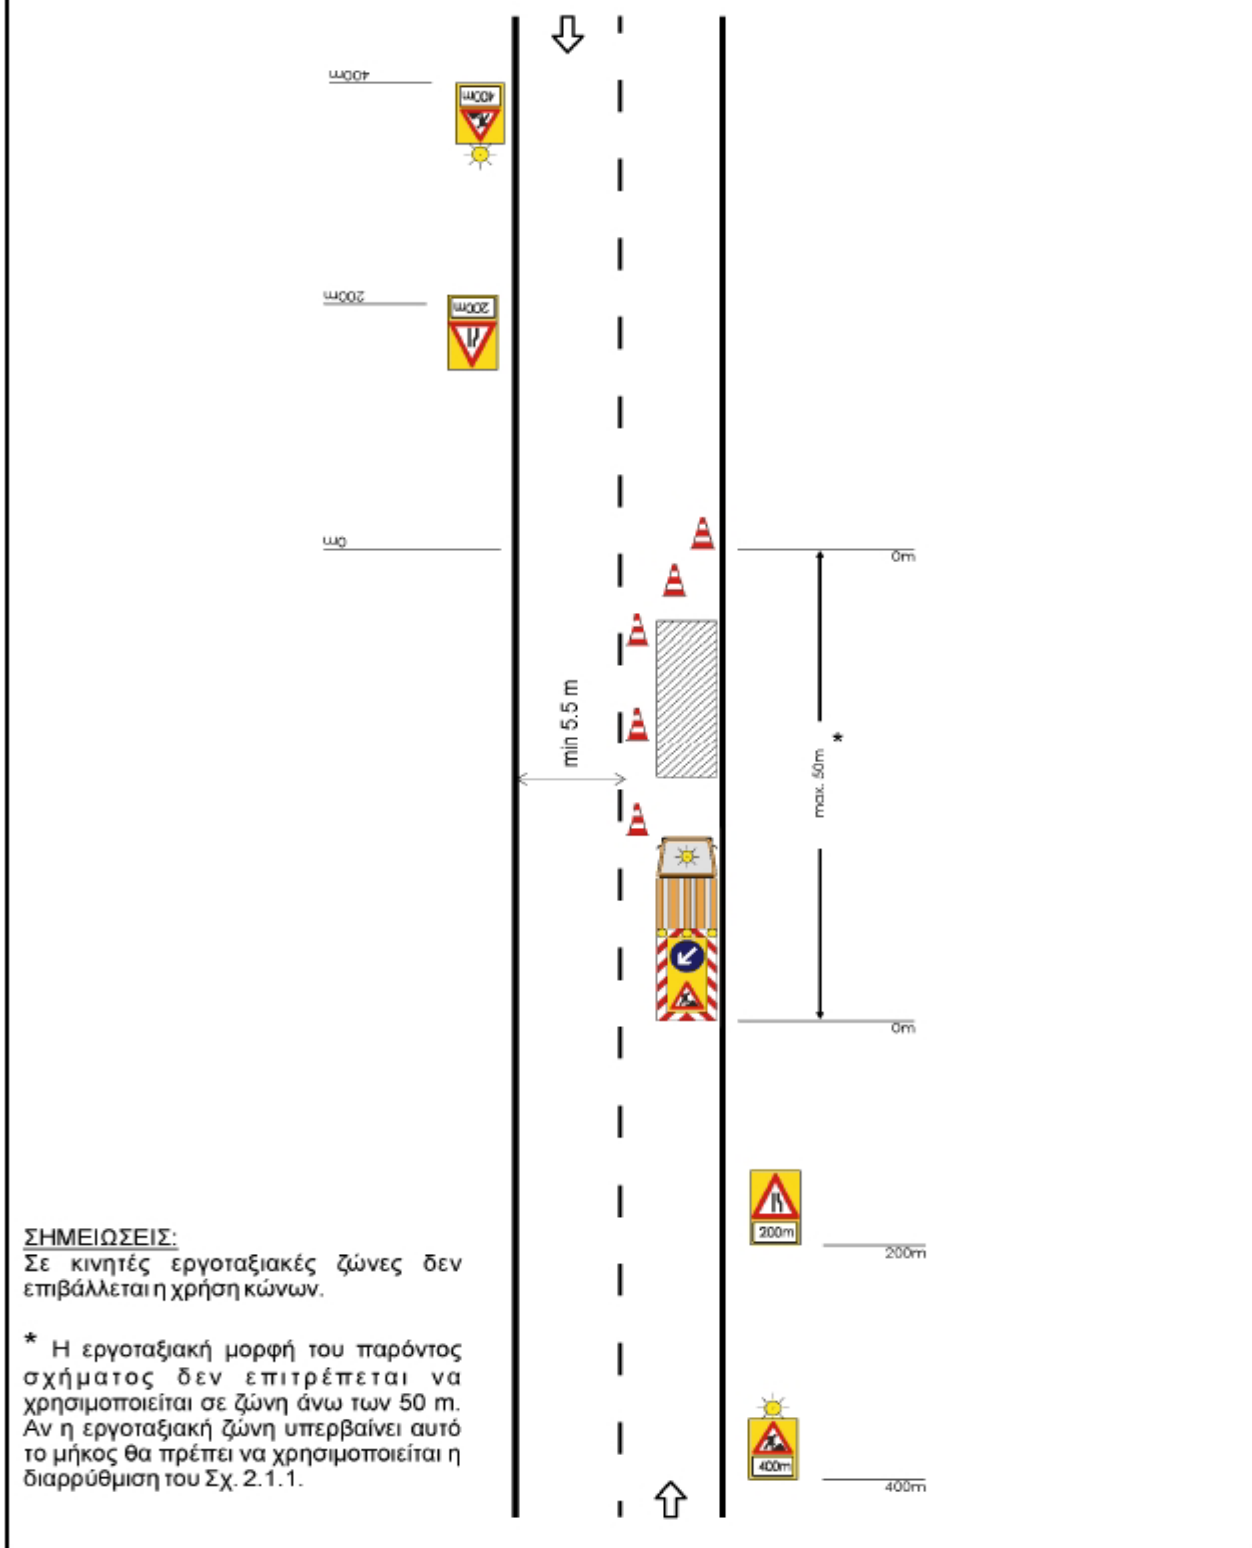 400m
400m
200m
200m
0m
0m
min 5.5 m
*
max. 50m
0m
200m
200m
ΣΗΜΕΙΩΣΕΙΣ:
Σε κινητές εργοταξιακές ζώνες δεν
επιβάλλεται η χρήση κώνων.
* Η εργοταξιακή μορφή του παρόντος
σχήματος δεν επιτρέπεται να
χρησιμοποιείται σε ζώνη άνω των 50 m.
Αν η εργοταξιακή ζώνη υπερβαίνει αυτό
το μήκος θα πρέπει να χρησιμοποιείται η
διαρρύθμιση του Σχ. 2.1.1.
400m
400m